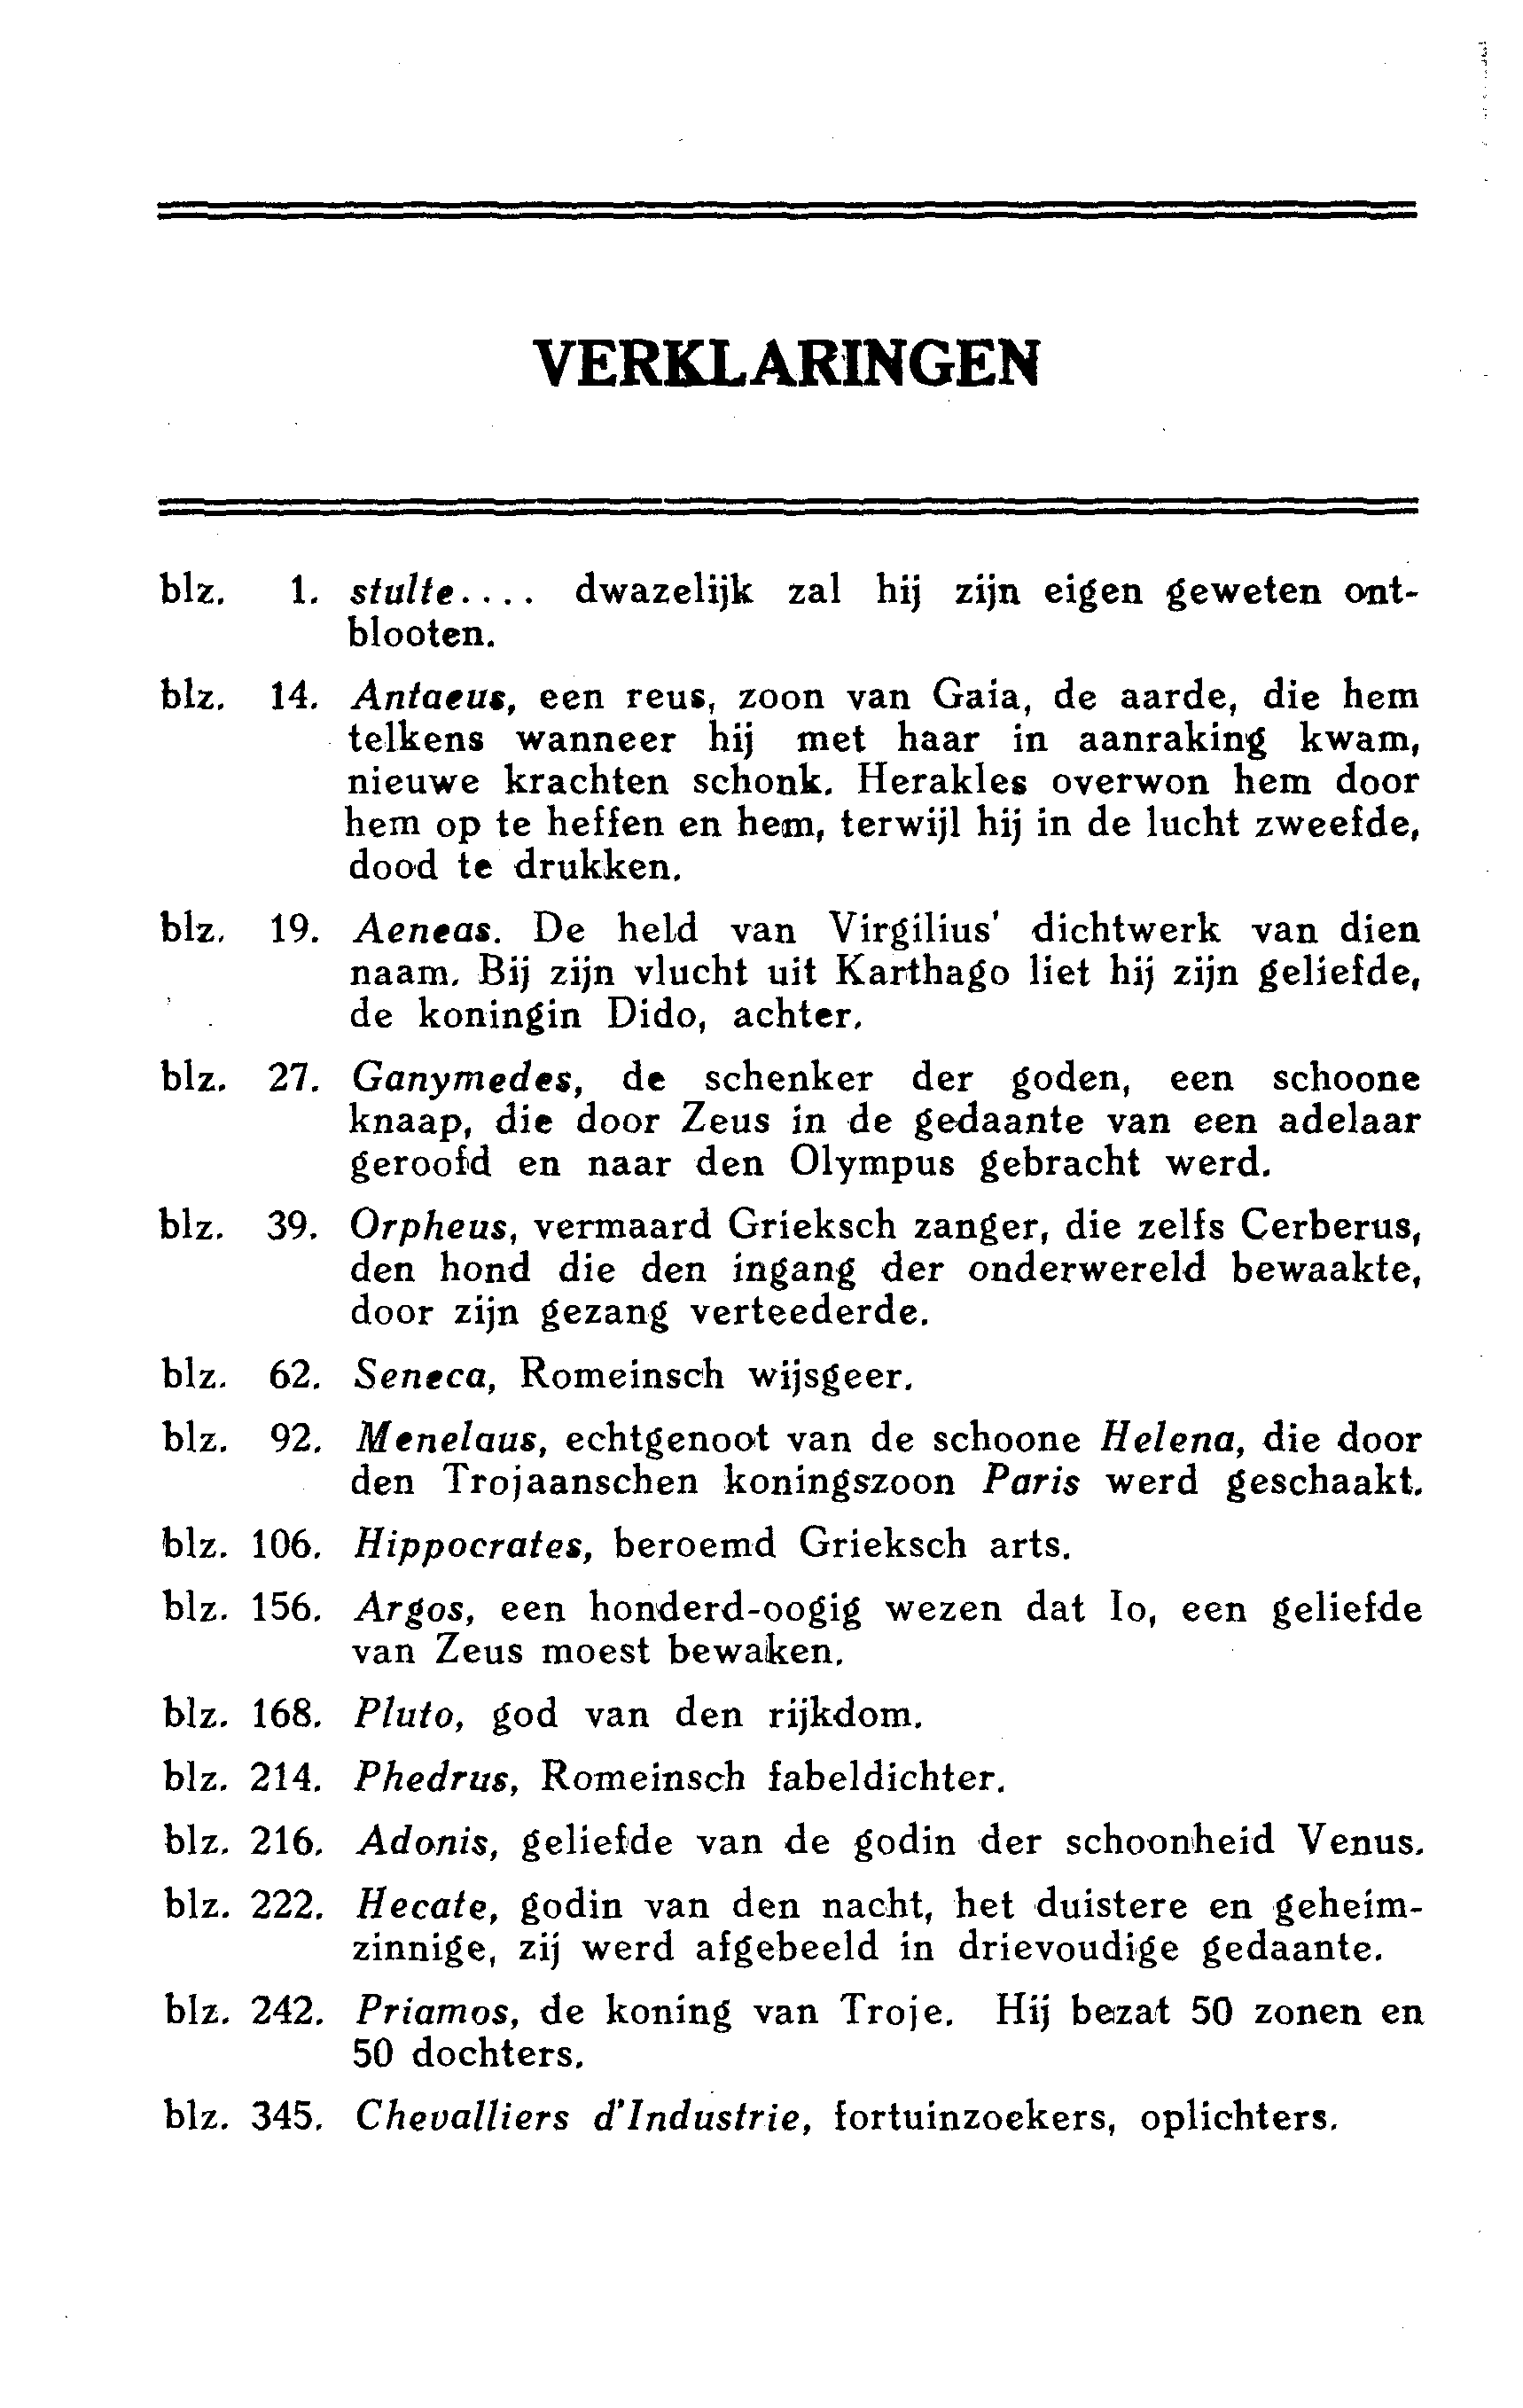 VERKLARINGEN
blz. 1. stulte.... dwazelijk zal hij zijn eigen geweten ont-
blooten.
blz. 14. Antaeus, een reus, zoon van Gaia, de aarde, die hem
telkens wanneer hij met haar in aanraking kwam,
nieuwe krachten schonk. Herakles overwon hem door
hem op te heffen en hem, terwijl hij in de lucht zweefde,
dood te drukken.
blz. 19. Aeneas. De held van Virgilius' dichtwerk van dien
naam. Bij zijn vlucht uit Karthago liet hij zijn geliefde,
de koningin Dido, achter.
blz. 27. Ganymedes, de schenker der goden, een schoone
knaap, die door Zeus in de gedaante van een adelaar
geroofd en naar den Olympus gebracht werd.
blz. 39. Orpheus, vermaard Grieksch zanger, die zelfs Cerberus,
den hond die den ingang der onderwereld bewaakte,
door zijn gezang verteederde.
blz. 62. Seneca, Romeinsch wijsgeer.
blz. 92. Menelaus, echtgenoot van de schoone Helena, die door
den Trojaanschen koningszoon Paris werd geschaakt.
blz. 106. Hippocrates, beroemd Grieksch arts.
blz. 156. Argos, een honderd-oogig wezen dat Io, een geliefde
van Zeus moest bewaken.
blz. 168. Pluto, god van den rijkdom.
blz. 214. Phedrus, Romeinsch fabeldichter.
blz. 216. Adonis, geliefde van de godin der schoonheid Venus.
blz. 222. Hecate, godin van den nacht, het duistere en geheim-
zinnige, zij werd afgebeeld in drievoudige gedaante.
blz. 242. Priamos, de koning van Troje. Hij bezat 50 zonen en
50 dochters.
blz. 345. Chevalliers d'Industrie, fortuinzoekers, oplichters.